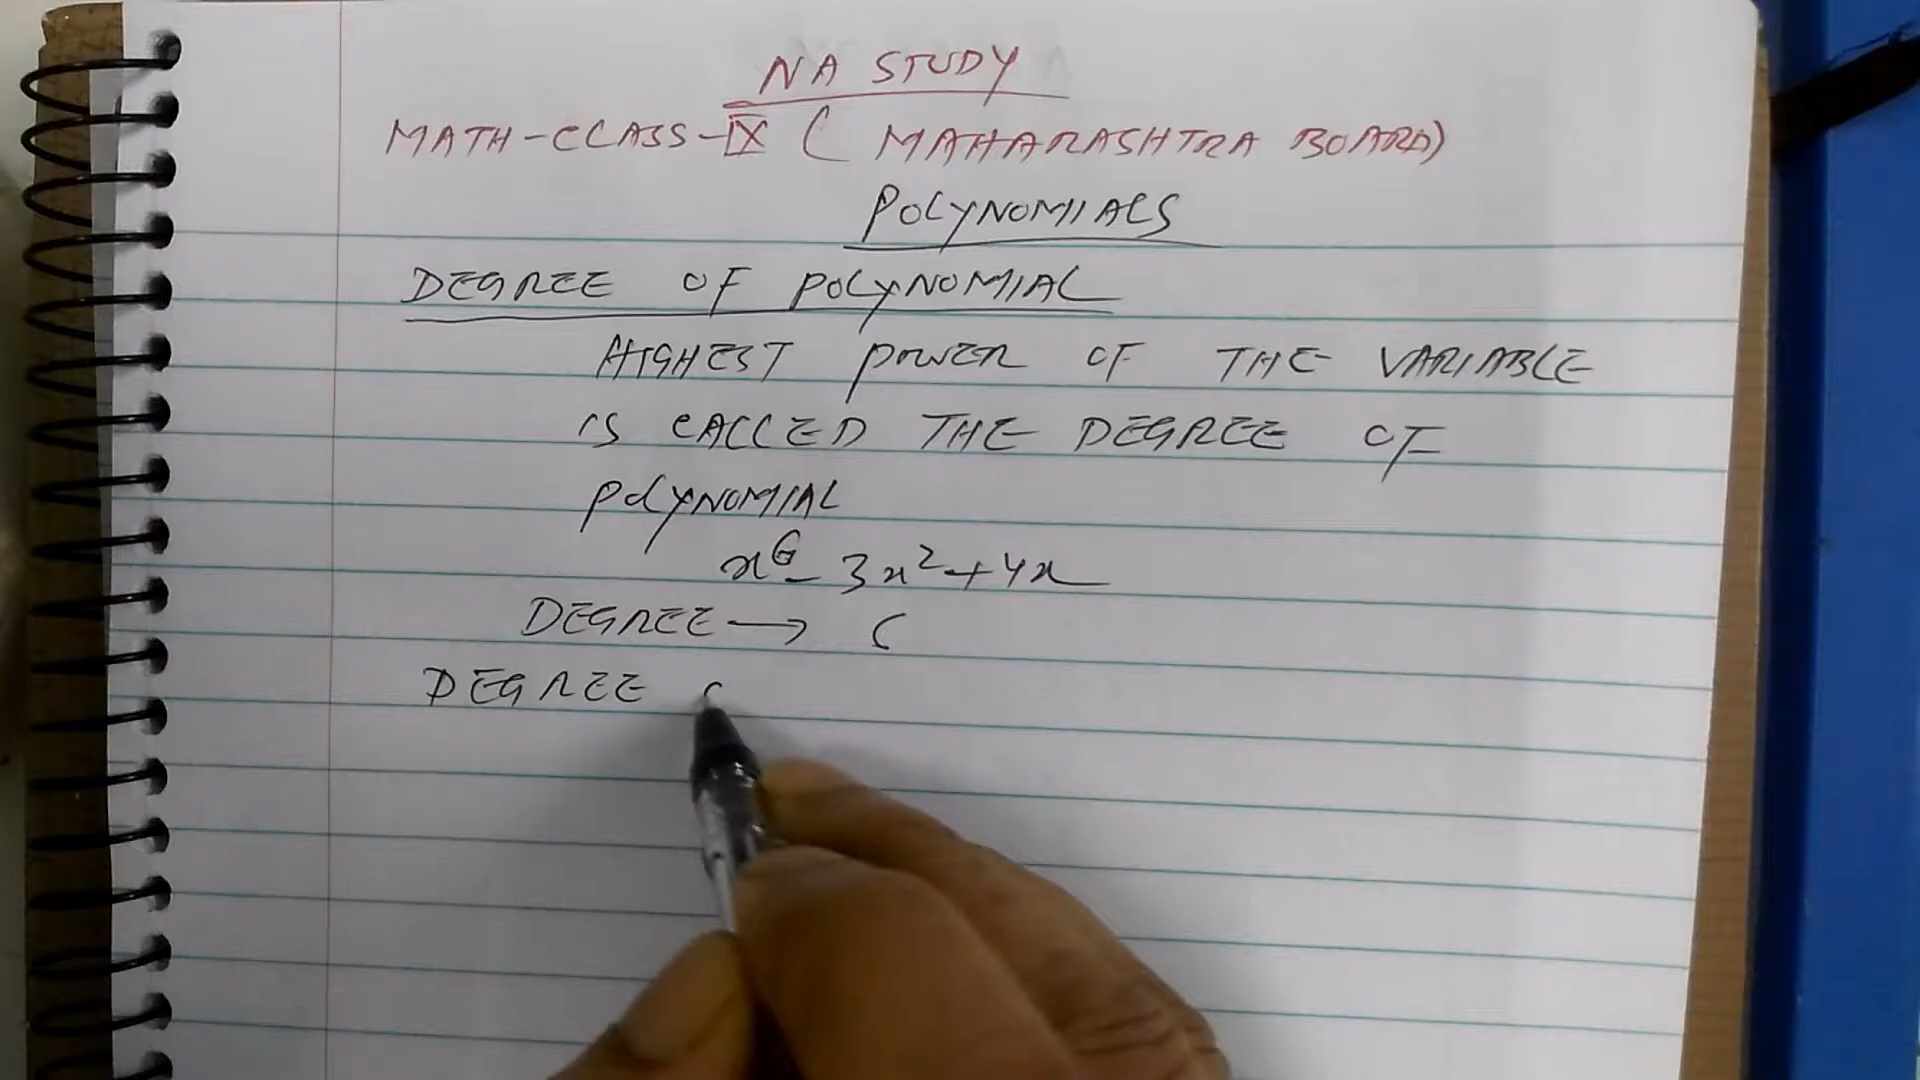 NA STUDY
MATH-CLASS-IX (MAHARASHTRA BOARD)
POLYNOMIALS
DEGREE OF POLYNOMIAL
HIGHEST POWER OF THE VARIABLE
IS CALLED THE DEGREE OF
POLYNOMIAL
x⁶ - 3x² + 4x
DEGREE → 6
DEGREE